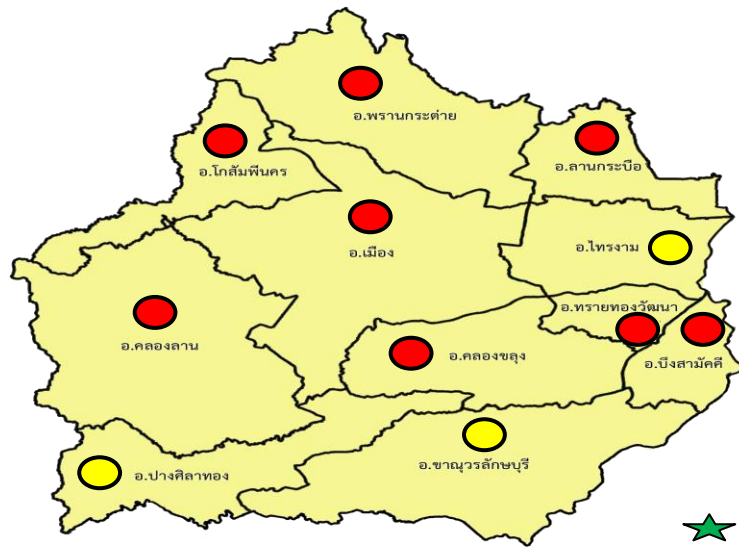 อ.พรานกระต่าย
อ.ลานกระบือ
อ.โกสัมพีนคร
อ.ไทรงาม
อ.เมือง
อ.ทรายทองวัฒนา
อ.คลองลาน
อ.คลองขลุง
อ.บึงสามัคคี
อ.ขาณุวรลักษบุรี
อ.ปางศิลาทอง